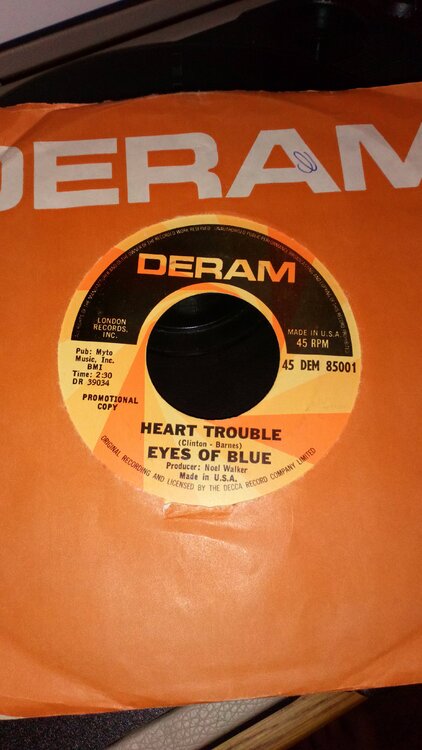 DERAM
DERAM
LONDON
RECORDS,
INC.
MADE IN U.S.A.
45 RPM
Pub: Myto
Music, Inc.
BMI
Time: 2:30
DR 39034
45 DEM 85001
PROMOTIONAL
COPY
HEART TROUBLE
(Clinton - Barnes)
EYES OF BLUE
Producer: Noel Walker
Made in U.S.A.
ORIGINAL RECORDING AND LICENSED BY THE DECCA RECORD COMPANY LIMITED